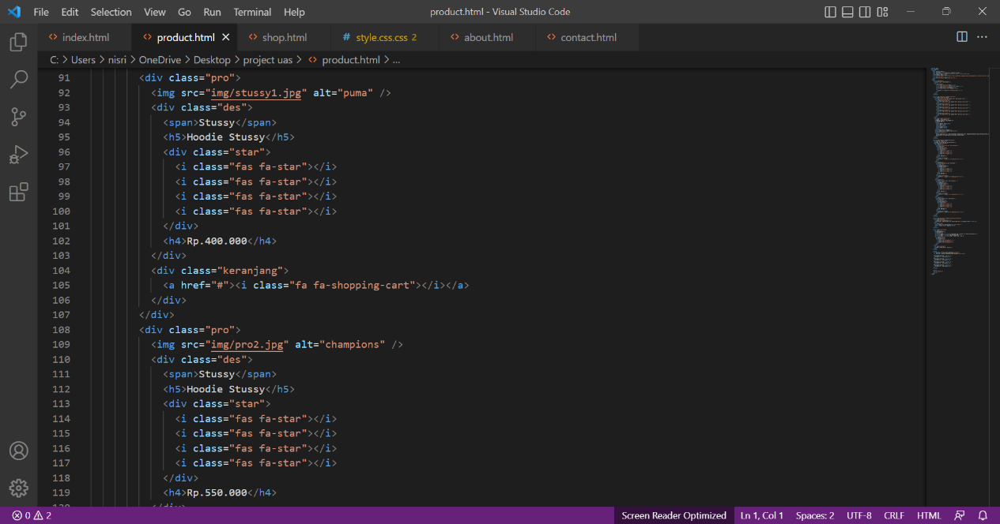 File Edit Selection View Go Run Terminal Help product.html - Visual Studio Code
index.html product.html shop.html style.css.css 2 about.html contact.html
C: > Users > nisri > OneDrive > Desktop > project uas > product.html > ...
91 <div class="pro">
92 <img src="img/stussy1.jpg" alt="puma" />
93 <div class="des">
94 <span>Stussy</span>
95 <h5>Hoodie Stussy</h5>
96 <div class="star">
97 <i class="fas fa-star"></i>
98 <i class="fas fa-star"></i>
99 <i class="fas fa-star"></i>
100 <i class="fas fa-star"></i>
101 </div>
102 <h4>Rp.400.000</h4>
103 </div>
104 <div class="keranjang">
105 <a href="#"><i class="fa fa-shopping-cart"></i></a>
106 </div>
107 </div>
108 <div class="pro">
109 <img src="img/pro2.jpg" alt="champions" />
110 <div class="des">
111 <span>Stussy</span>
112 <h5>Hoodie Stussy</h5>
113 <div class="star">
114 <i class="fas fa-star"></i>
115 <i class="fas fa-star"></i>
116 <i class="fas fa-star"></i>
117 <i class="fas fa-star"></i>
118 </div>
119 <h4>Rp.550.000</h4>
120 </div>
0 2 Screen Reader Optimized Ln 1, Col 1 Spaces: 2 UTF-8 CRLF HTML